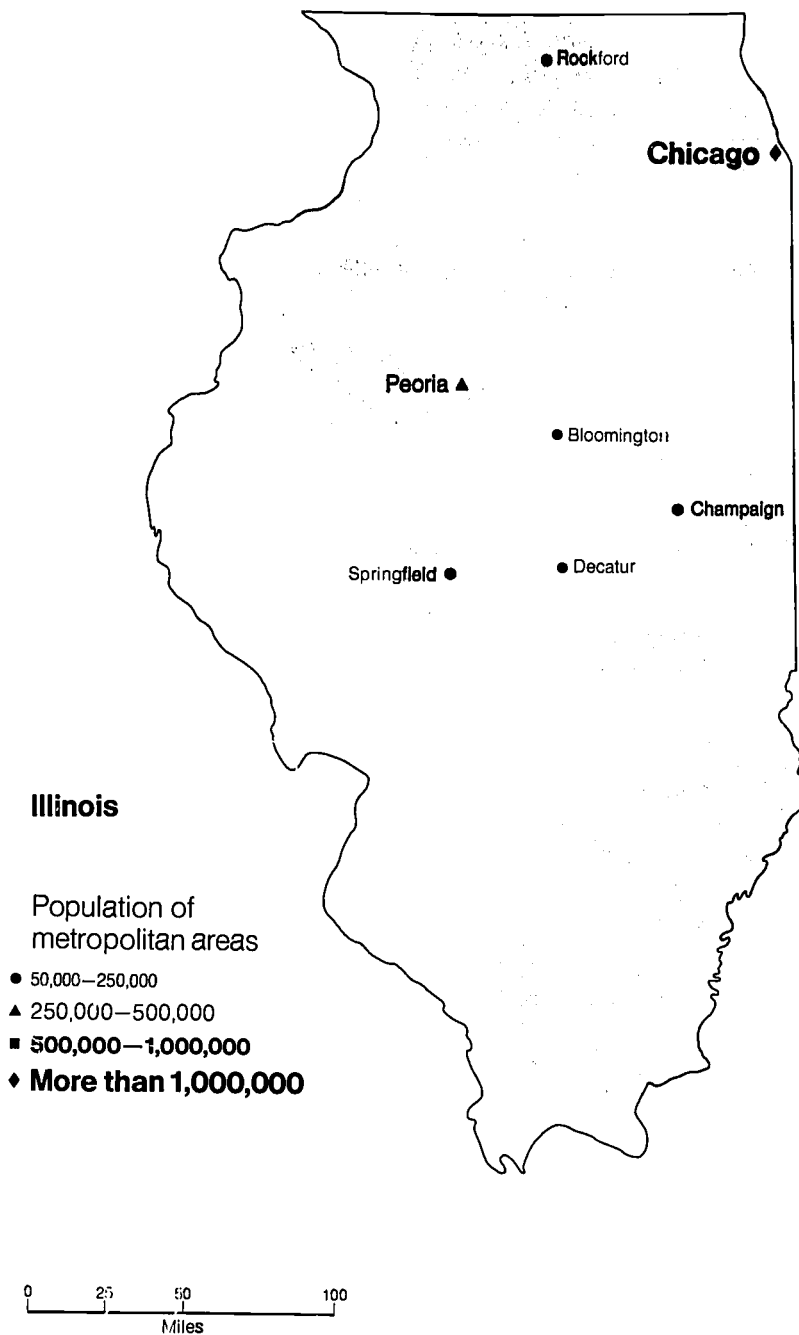 Rockford
Chicago
Peoria
Bloomington
Champaign
Springfield
Decatur
Illinois
Population of
metropolitan areas
50,000—250,000
250,000—500,000
500,000—1,000,000
More than 1,000,000
0 25 50 100
Miles